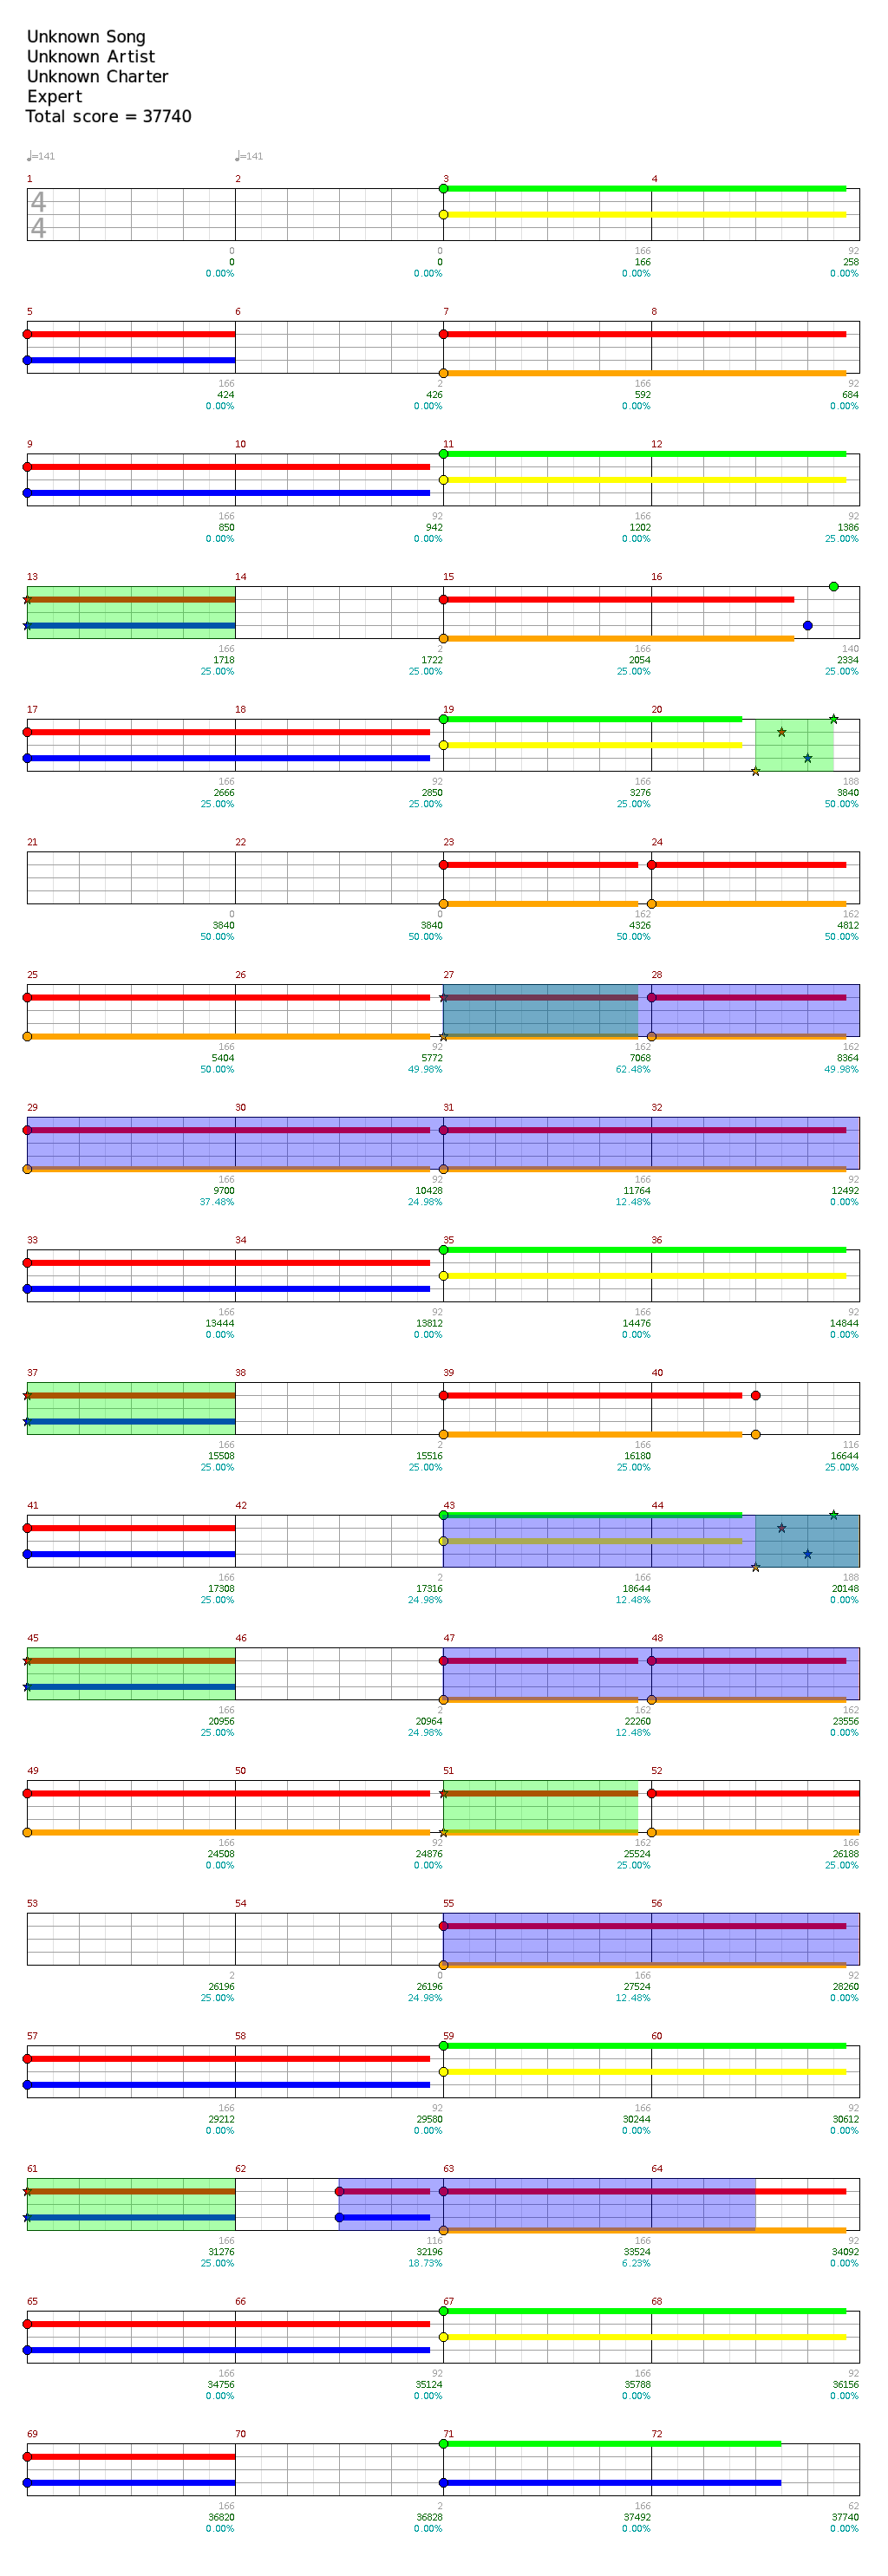 Unknown Song
Unknown Artist
Unknown Charter
Expert
Total score = 37740
♩=141 ♩=141
1 2 3 4
4
4
0 0 166 92
0 0 166 258
0.00% 0.00% 0.00% 0.00%
5 6 7 8
166 2 166 92
424 426 592 684
0.00% 0.00% 0.00% 0.00%
9 10 11 12
166 92 166 92
850 942 1202 1386
0.00% 0.00% 0.00% 25.00%
13 14 15 16
166 2 166 140
1718 1722 2054 2334
25.00% 25.00% 25.00% 25.00%
17 18 19 20
166 92 166 188
2666 2850 3276 3840
25.00% 25.00% 25.00% 50.00%
21 22 23 24
0 0 162 162
3840 3840 4326 4812
50.00% 50.00% 50.00% 50.00%
25 26 27 28
166 92 162 162
5404 5772 7068 8364
50.00% 49.98% 62.48% 49.98%
29 30 31 32
166 92 166 92
9700 10428 11764 12492
37.48% 24.98% 12.48% 0.00%
33 34 35 36
166 92 166 92
13444 13812 14476 14844
0.00% 0.00% 0.00% 0.00%
37 38 39 40
166 2 166 116
15508 15516 16180 16644
25.00% 25.00% 25.00% 25.00%
41 42 43 44
166 2 166 188
17308 17316 18644 20148
25.00% 24.98% 12.48% 0.00%
45 46 47 48
166 2 162 162
20956 20964 22260 23556
25.00% 24.98% 12.48% 0.00%
49 50 51 52
166 92 162 166
24508 24876 25524 26188
0.00% 0.00% 25.00% 25.00%
53 54 55 56
2 0 166 92
26196 26196 27524 28260
25.00% 24.98% 12.48% 0.00%
57 58 59 60
166 92 166 92
29212 29580 30244 30612
0.00% 0.00% 0.00% 0.00%
61 62 63 64
166 116 166 92
31276 32196 33524 34092
25.00% 18.73% 6.23% 0.00%
65 66 67 68
166 92 166 92
34756 35124 35788 36156
0.00% 0.00% 0.00% 0.00%
69 70 71 72
166 2 166 62
36820 36828 37492 37740
0.00% 0.00% 0.00% 0.00%